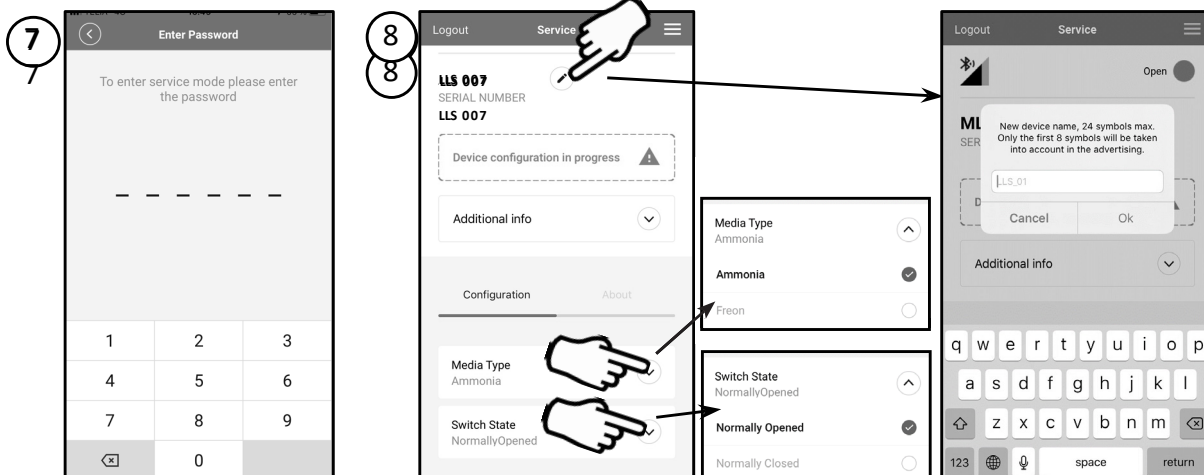 7
7
Enter Password
To enter service mode please enter
the password
1 2 3
4 5 6
7 8 9
0
8
8
Logout Service
LLS 007
SERIAL NUMBER
LLS 007
Device configuration in progress
Additional info
Configuration About
Media Type
Ammonia
Switch State
NormallyOpened
Media Type
Ammonia
Ammonia
Freon
Switch State
NormallyOpened
Normally Opened
Normally Closed
Logout Service
Open
ML
SER
New device name, 24 symbols max.
Only the first 8 symbols will be taken
into account in the advertising.
LLS_01
D
Cancel Ok
Additional info
q w e r t y u i o p
a s d f g h j k l
z x c v b n m
123 space return